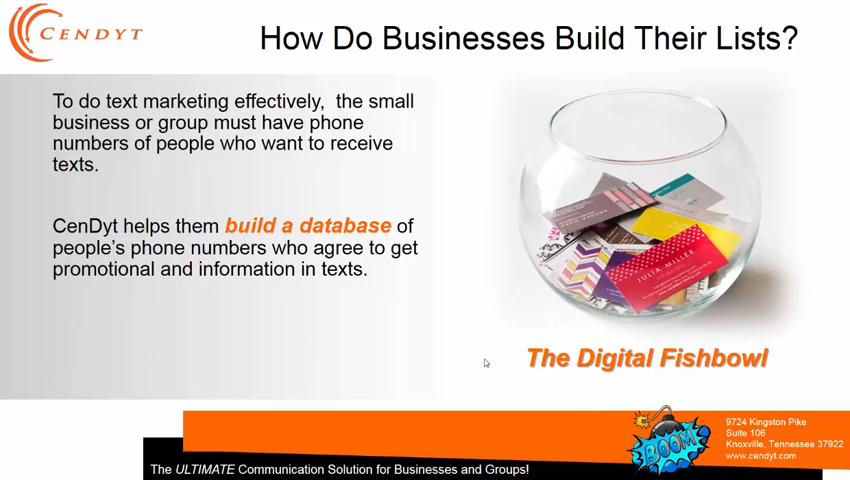 CENDYT
How Do Businesses Build Their Lists?
To do text marketing effectively, the small
business or group must have phone
numbers of people who want to receive
texts.
CenDyt helps them build a database of
people's phone numbers who agree to get
promotional and information in texts.
JULIA MILLER
The Digital Fishbowl
BOOM
9724 Kingston Pike
Suite 106
Knoxville, Tennessee 37922
www.cendyt.com
The ULTIMATE Communication Solution for Businesses and Groups!